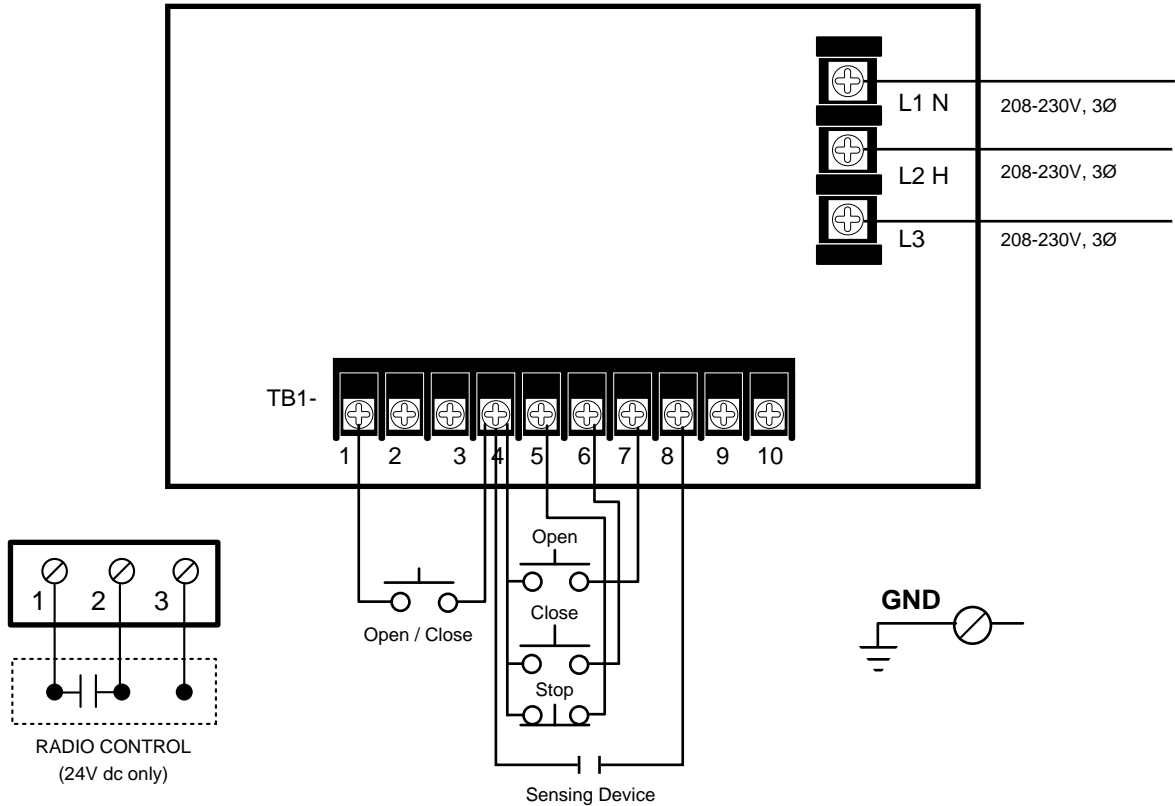 L1 N
208-230V, 3Ø
L2 H
208-230V, 3Ø
L3
208-230V, 3Ø
TB1-
1 2 3 4 5 6 7 8 9 10
Open
Close
Stop
Open / Close
Sensing Device
GND
1 2 3
RADIO CONTROL
(24V dc only)